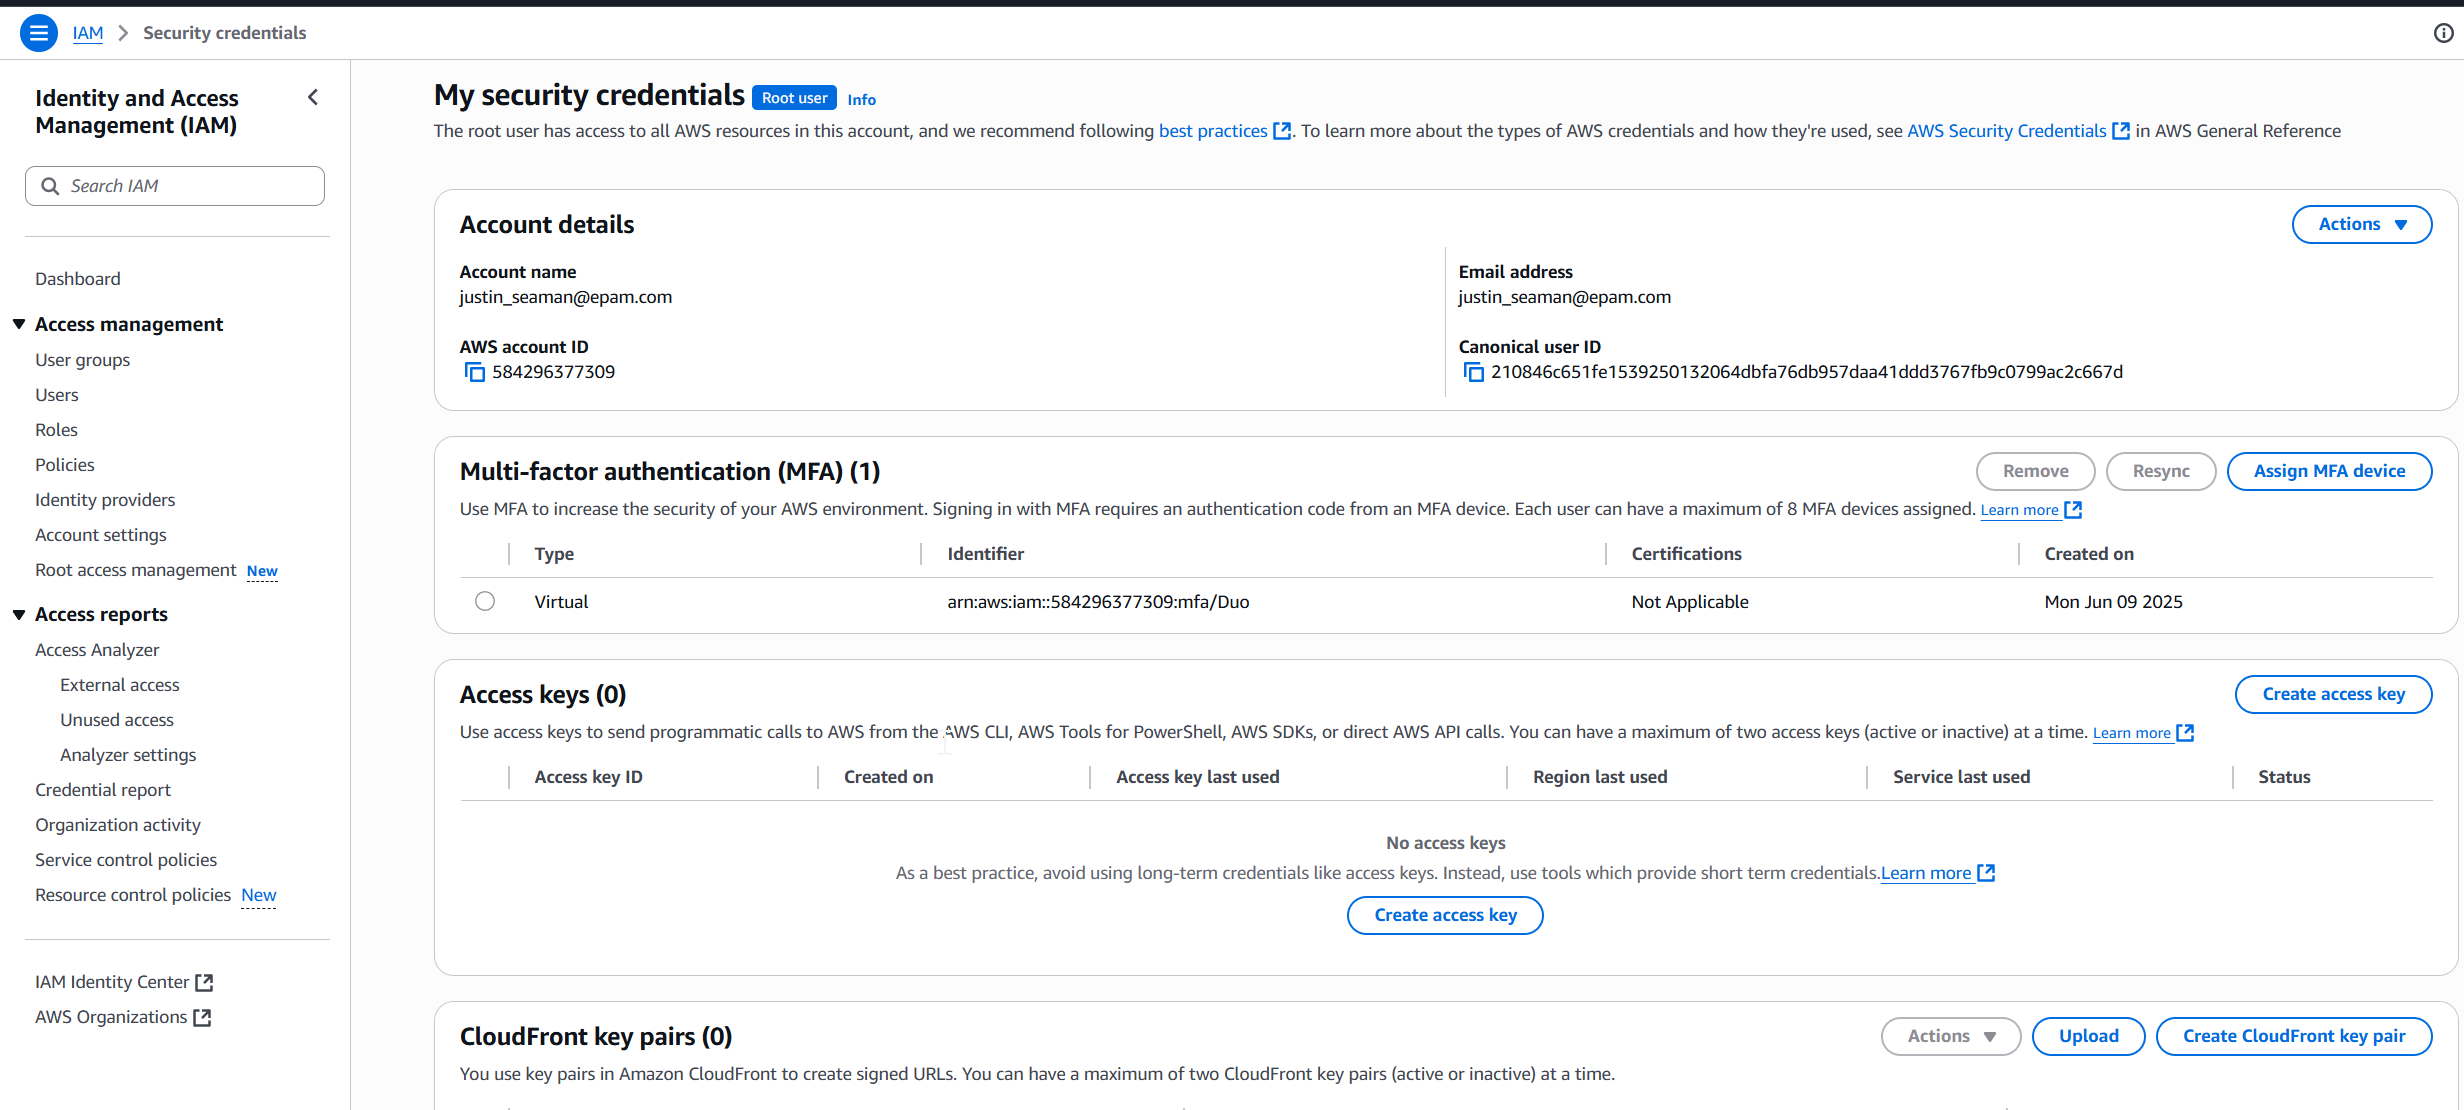 IAM > Security credentials
Identity and Access
Management (IAM)
Search IAM
Dashboard
Access management
User groups
Users
Roles
Policies
Identity providers
Account settings
Root access management New
Access reports
Access Analyzer
External access
Unused access
Analyzer settings
Credential report
Organization activity
Service control policies
Resource control policies New
IAM Identity Center
AWS Organizations
My security credentials Root user Info
The root user has access to all AWS resources in this account, and we recommend following best practices. To learn more about the types of AWS credentials and how they're used, see AWS Security Credentials in AWS General Reference
Account details Actions
Account name Email address
justin_seaman@epam.com justin_seaman@epam.com
AWS account ID Canonical user ID
584296377309 210846c651fe1539250132064dbfa76db957daa41ddd3767fb9c0799ac2c667d
Multi-factor authentication (MFA) (1) Remove Resync Assign MFA device
Use MFA to increase the security of your AWS environment. Signing in with MFA requires an authentication code from an MFA device. Each user can have a maximum of 8 MFA devices assigned. Learn more
Type Identifier Certifications Created on
Virtual arn:aws:iam::584296377309:mfa/Duo Not Applicable Mon Jun 09 2025
Access keys (0) Create access key
Use access keys to send programmatic calls to AWS from the AWS CLI, AWS Tools for PowerShell, AWS SDKs, or direct AWS API calls. You can have a maximum of two access keys (active or inactive) at a time. Learn more
Access key ID Created on Access key last used Region last used Service last used Status
No access keys
As a best practice, avoid using long-term credentials like access keys. Instead, use tools which provide short term credentials.Learn more
Create access key
CloudFront key pairs (0) Actions Upload Create CloudFront key pair
You use key pairs in Amazon CloudFront to create signed URLs. You can have a maximum of two CloudFront key pairs (active or inactive) at a time.